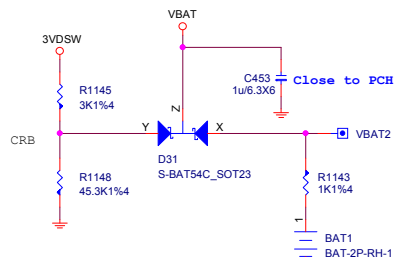 VBAT
3VDSW
R1145
3K1%4
C453
1u/6.3X6
Close to PCH
CRB
Y
Z
X
VBAT2
D31
S-BAT54C_SOT23
R1148
45.3K1%4
R1143
1K1%4
1
BAT1
BAT-2P-RH-1